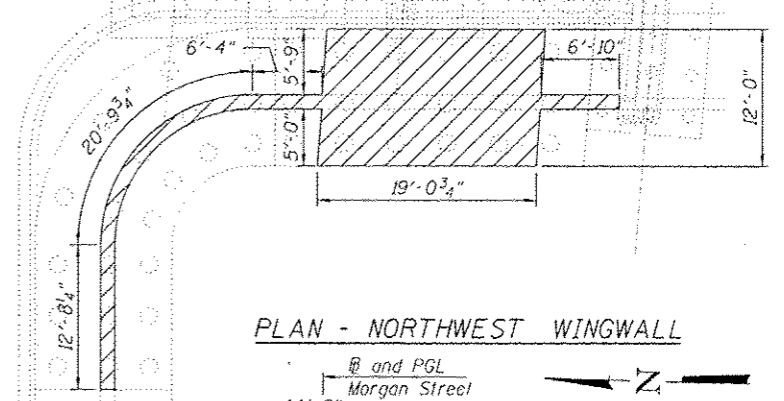 6'-4"
5'-9"
6'-10"
20'-9¾"
12'-0"
5'-0"
19'-0¾"
12'-8¼"
PLAN - NORTHWEST WINGWALL
and PGL
Morgan Street
N